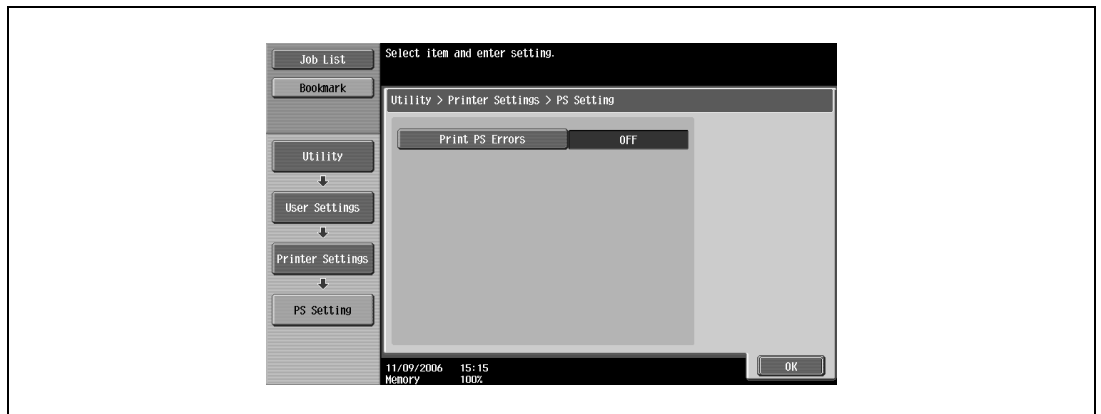 Job List
Bookmark
Select item and enter setting.
Utility > Printer Settings > PS Setting
Print PS Errors OFF
Utility
User Settings
Printer Settings
PS Setting
11/09/2006 15:15
Memory 100%
OK